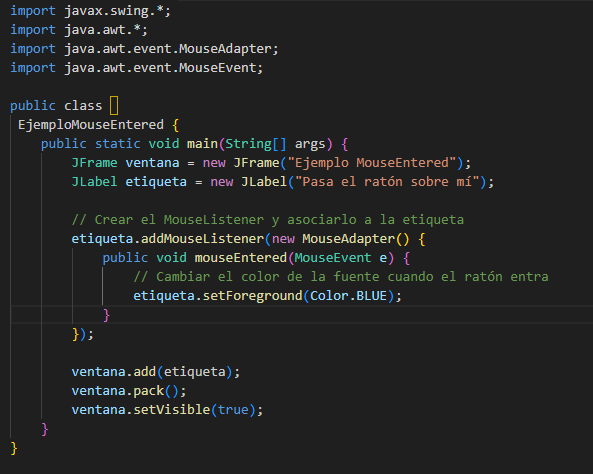 import javax.swing.*;
import java.awt.*;
import java.awt.event.MouseAdapter;
import java.awt.event.MouseEvent;

public class 
 EjemploMouseEntered {
    public static void main(String[] args) {
        JFrame ventana = new JFrame("Ejemplo MouseEntered");
        JLabel etiqueta = new JLabel("Pasa el ratón sobre mí");

        // Crear el MouseListener y asociarlo a la etiqueta
        etiqueta.addMouseListener(new MouseAdapter() {
            public void mouseEntered(MouseEvent e) {
                // Cambiar el color de la fuente cuando el ratón entra
                etiqueta.setForeground(Color.BLUE);
            }
        });

        ventana.add(etiqueta);
        ventana.pack();
        ventana.setVisible(true);
    }
}